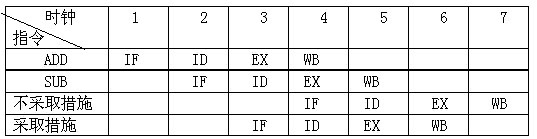 时钟 1 2 3 4 5 6 7
指令
ADD IF ID EX WB
SUB IF ID EX WB
不采取措施 IF ID EX WB
采取措施 IF ID EX WB